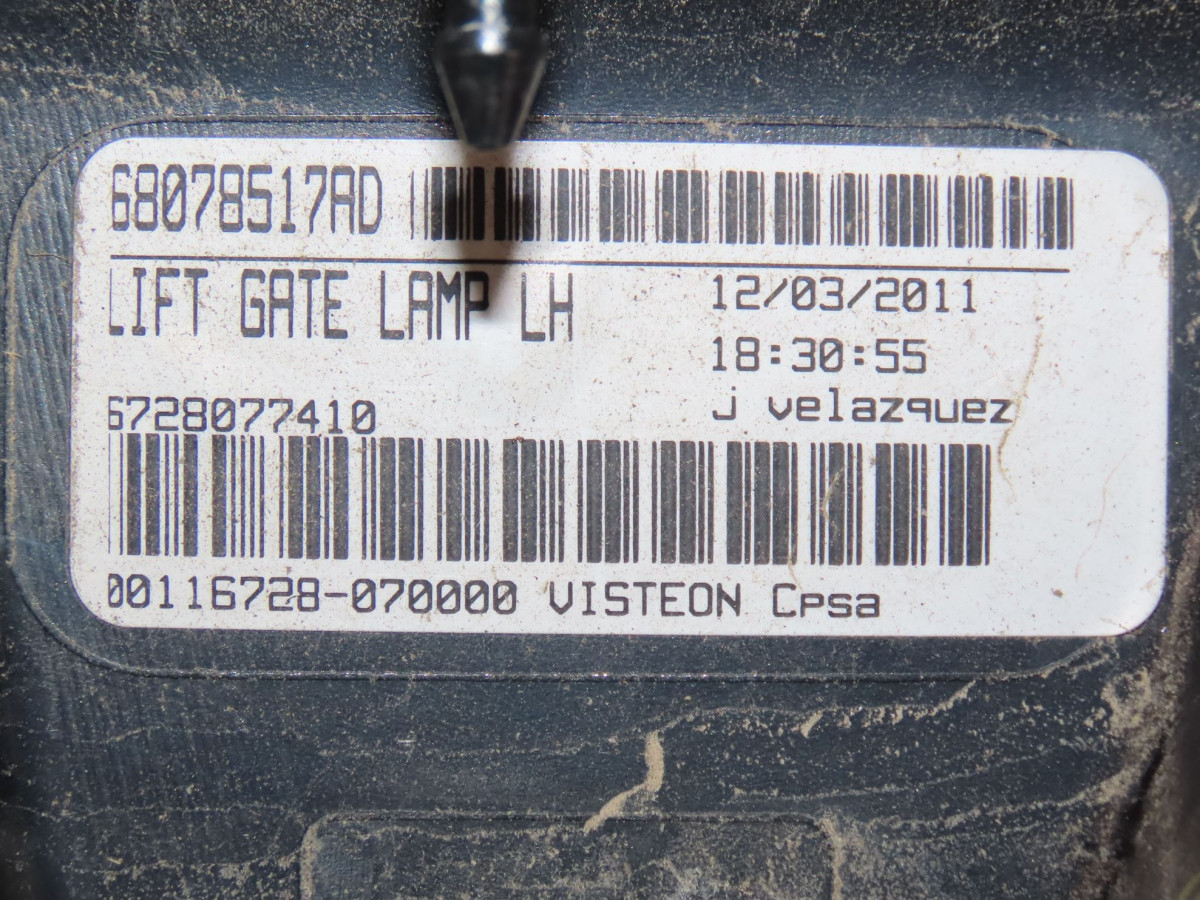 68078517AD
LIFT GATE LAMP LH
12/03/2011
18:30:55
j velazquez
6728077410
00116728-070000 VISTEON Cpsa